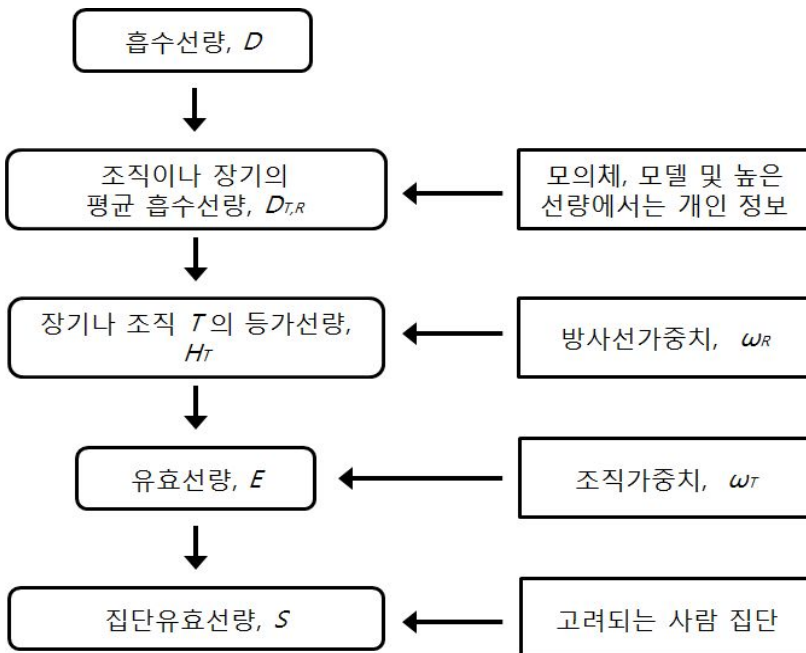 흡수선량, D
조직이나 장기의
평균 흡수선량, DT,R
모의체, 모델 및 높은
선량에서는 개인 정보
장기나 조직 T 의 등가선량,
HT
방사선가중치, ωR
유효선량, E
조직가중치, ωT
집단유효선량, S
고려되는 사람 집단